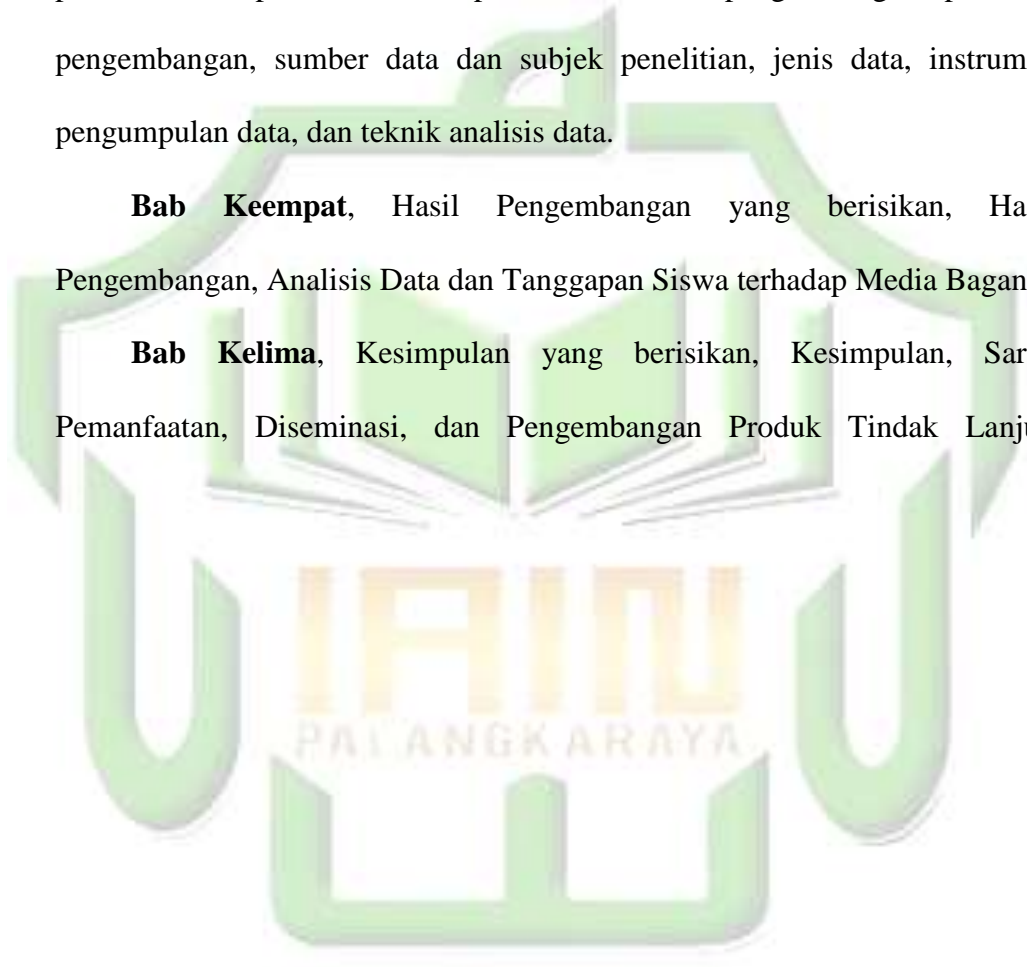 pengembangan, sumber data dan subjek penelitian, jenis data, instrum
pengumpulan data, dan teknik analisis data.
Bab Keempat, Hasil Pengembangan yang berisikan, Ha
Pengembangan, Analisis Data dan Tanggapan Siswa terhadap Media Bagan
Bab Kelima, Kesimpulan yang berisikan, Kesimpulan, Sar
Pemanfaatan, Diseminasi, dan Pengembangan Produk Tindak Lanju
IAIN
PALANGKARAYA